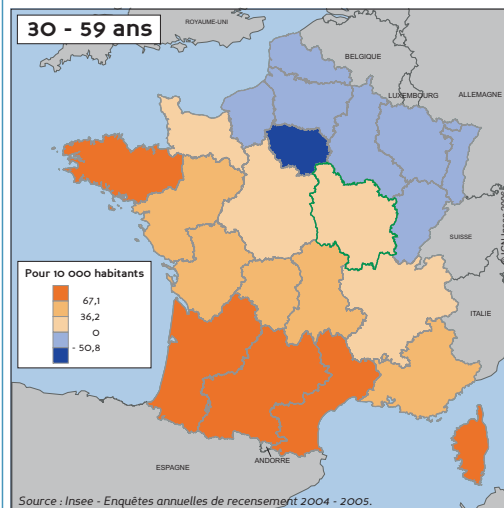 30 - 59 ans
ROYAUME-UNI
BELGIQUE
LUXEMBOURG
ALLEMAGNE
SUISSE
Pour 10 000 habitants
67,1
36,2
0
- 50,8
ITALIE
ANDORRE
ESPAGNE
Source : Insee - Enquêtes annuelles de recensement 2004 - 2005.